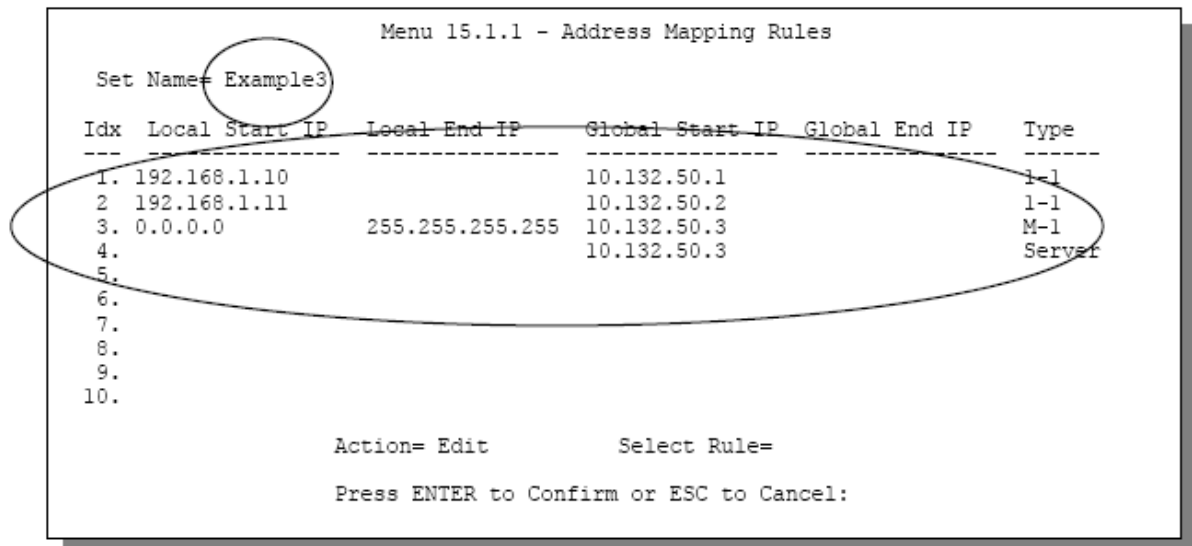 Menu 15.1.1 - Address Mapping Rules
Set Name= Example3
Idx  Local Start IP   Local End IP     Global Start IP  Global End IP    Type
---  ---------------  ---------------  ---------------  ---------------  ------
1. 192.168.1.10                      10.132.50.1                       1-1
2  192.168.1.11                      10.132.50.2                       1-1
3. 0.0.0.0           255.255.255.255 10.132.50.3                       M-1
4.                                   10.132.50.3                       Server
5.
6.
7.
8.
9.
10.
Action= Edit          Select Rule=
Press ENTER to Confirm or ESC to Cancel: